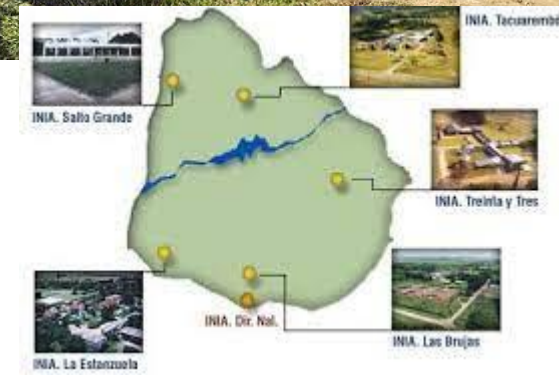 INIA. Tacuarembó
INIA. Salto Grande
INIA. Treinta y Tres
INIA. Dir. Nal.
INIA. Las Brujas
INIA. La Estanzuela